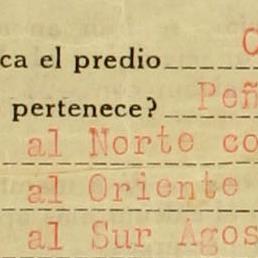 ca el predio
pertenece? Peñ
al Norte co
al Oriente
al Sur Agos